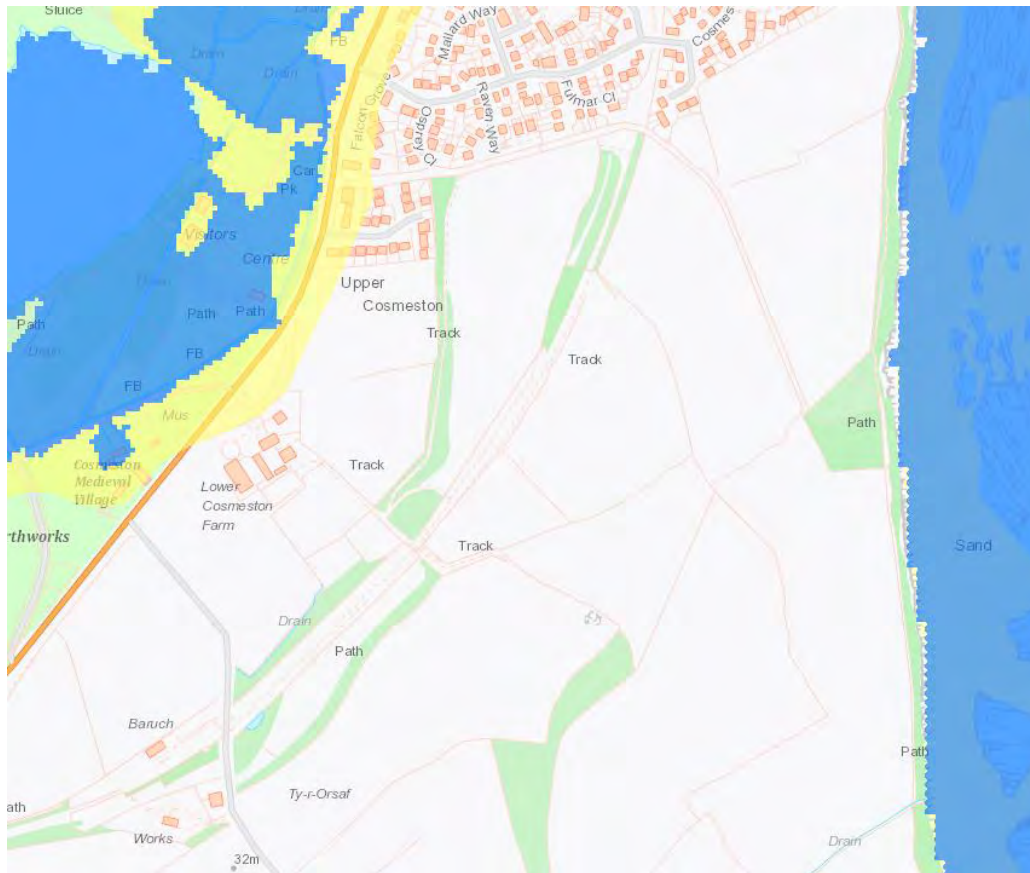 Sluice
Drain
Mallard Way
Cosmes
FB
Drain
Drain
Falcon Grove
Osprey
Cl
Raven Way
Fulmar Cl
Car
Pk
Visitors
Centre
Drain
Upper
Cosmeston
Path
Path
Path
Drain
FB
Track
FB
Track
Mus
Path
Cosmeston
Medieval
Village
Track
Lower
Cosmeston
Farm
rthworks
Track
Sand
Drain
Path
Baruch
Path
Ty-r-Orsaf
ath
Works
Drain
32m